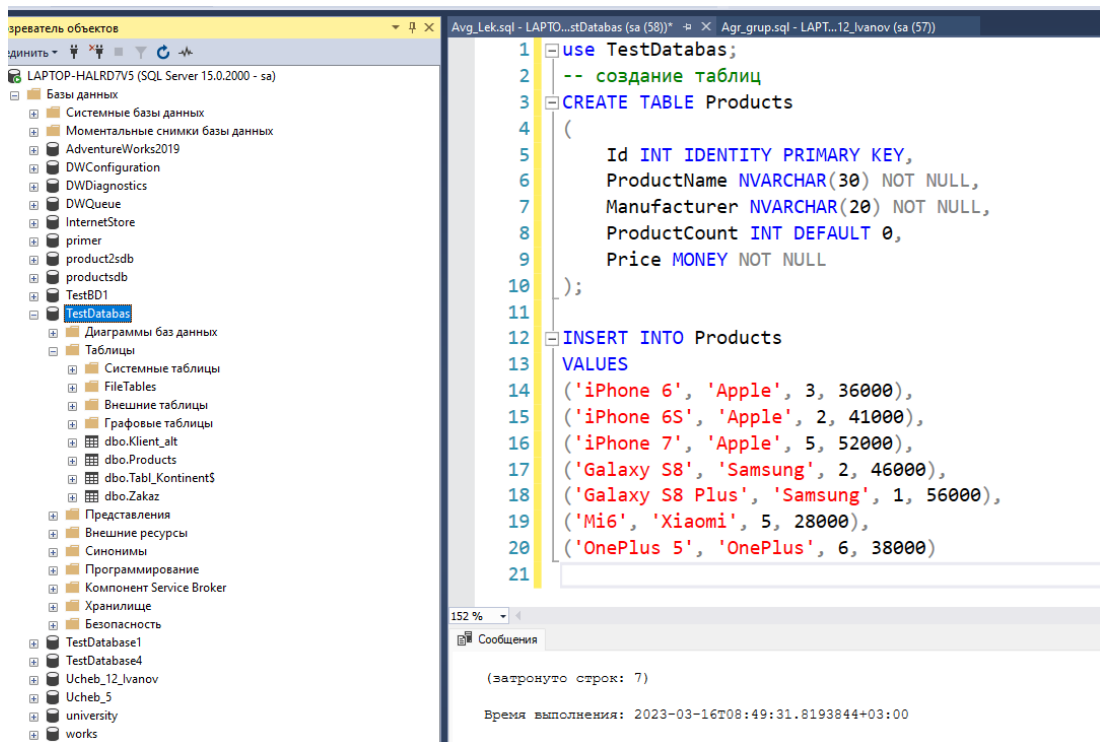 зреватель объектов
единить
LAPTOP-HALRD7V5 (SQL Server 15.0.2000 - sa)
Базы данных
Системные базы данных
Моментальные снимки базы данных
AdventureWorks2019
DWConfiguration
DWDiagnostics
DWQueue
InternetStore
primer
product2sdb
productsdb
TestBD1
TestDatabas
Диаграммы баз данных
Таблицы
Системные таблицы
FileTables
Внешние таблицы
Графовые таблицы
dbo.Klient_alt
dbo.Products
dbo.Tabl_Kontinent$
dbo.Zakaz
Представления
Внешние ресурсы
Синонимы
Программирование
Компонент Service Broker
Хранилище
Безопасность
TestDatabase1
TestDatabase4
Ucheb_12_Ivanov
Ucheb_5
university
works
Avg_Lek.sql - LAPTO...stDatabas (sa (58))* Agr_grup.sql - LAPT...12_Ivanov (sa (57))
1 use TestDatabas;
2 -- создание таблиц
3 CREATE TABLE Products
4 (
5 Id INT IDENTITY PRIMARY KEY,
6 ProductName NVARCHAR(30) NOT NULL,
7 Manufacturer NVARCHAR(20) NOT NULL,
8 ProductCount INT DEFAULT 0,
9 Price MONEY NOT NULL
10 );
11
12 INSERT INTO Products
13 VALUES
14 ('iPhone 6', 'Apple', 3, 36000),
15 ('iPhone 6S', 'Apple', 2, 41000),
16 ('iPhone 7', 'Apple', 5, 52000),
17 ('Galaxy S8', 'Samsung', 2, 46000),
18 ('Galaxy S8 Plus', 'Samsung', 1, 56000),
19 ('Mi6', 'Xiaomi', 5, 28000),
20 ('OnePlus 5', 'OnePlus', 6, 38000)
21
152 %
Сообщения
(затронуто строк: 7)
Время выполнения: 2023-03-16T08:49:31.8193844+03:00